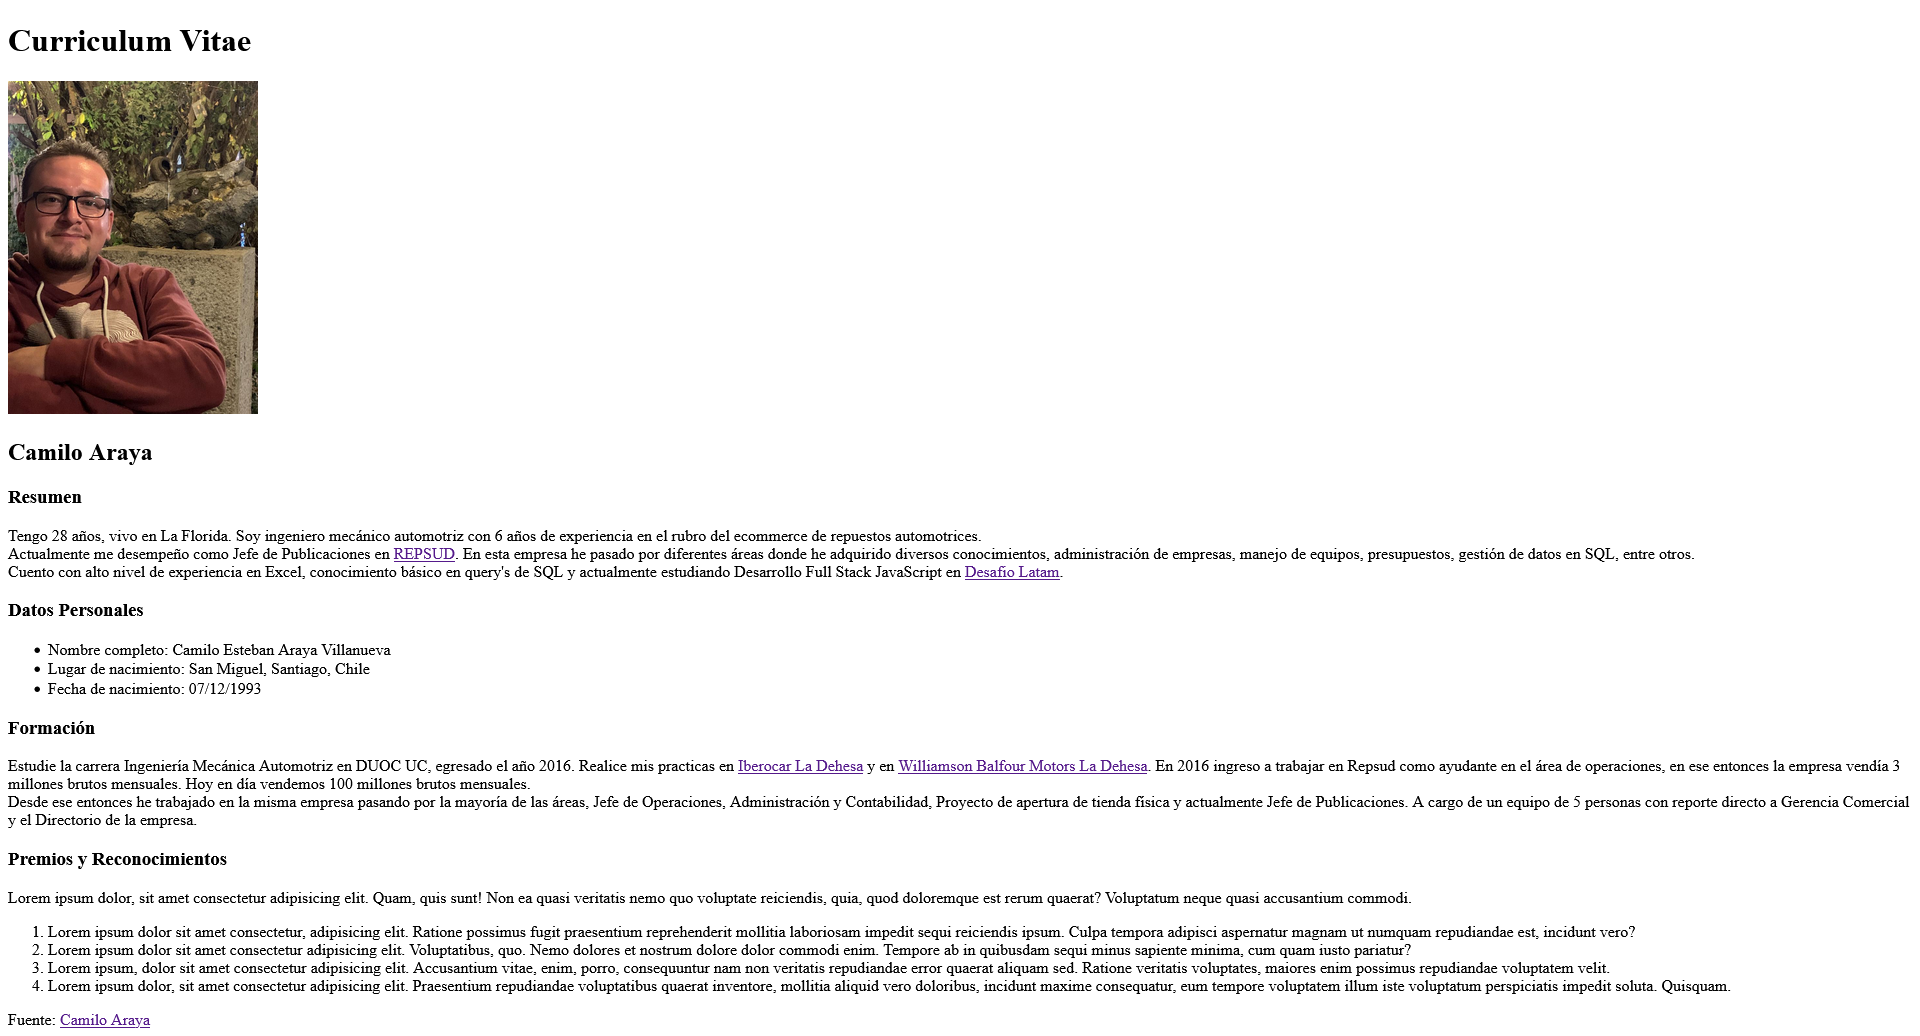 Curriculum Vitae
Camilo Araya
Resumen
Tengo 28 años, vivo en La Florida. Soy ingeniero mecánico automotriz con 6 años de experiencia en el rubro del ecommerce de repuestos automotrices.
Actualmente me desempeño como Jefe de Publicaciones en REPSUD. En esta empresa he pasado por diferentes áreas donde he adquirido diversos conocimientos, administración de empresas, manejo de equipos, presupuestos, gestión de datos en SQL, entre otros.
Cuento con alto nivel de experiencia en Excel, conocimiento básico en query's de SQL y actualmente estudiando Desarrollo Full Stack JavaScript en Desafío Latam.
Datos Personales
• Nombre completo: Camilo Esteban Araya Villanueva
• Lugar de nacimiento: San Miguel, Santiago, Chile
• Fecha de nacimiento: 07/12/1993
Formación
Estudie la carrera Ingeniería Mecánica Automotriz en DUOC UC, egresado el año 2016. Realice mis practicas en Iberocar La Dehesa y en Williamson Balfour Motors La Dehesa. En 2016 ingreso a trabajar en Repsud como ayudante en el área de operaciones, en ese entonces la empresa vendía 3
millones brutos mensuales. Hoy en día vendemos 100 millones brutos mensuales.
Desde ese entonces he trabajado en la misma empresa pasando por la mayoría de las áreas, Jefe de Operaciones, Administración y Contabilidad, Proyecto de apertura de tienda física y actualmente Jefe de Publicaciones. A cargo de un equipo de 5 personas con reporte directo a Gerencia Comercial
y el Directorio de la empresa.
Premios y Reconocimientos
Lorem ipsum dolor, sit amet consectetur adipisicing elit. Quam, quis sunt! Non ea quasi veritatis nemo quo voluptate reiciendis, quia, quod doloremque est rerum quaerat? Voluptatum neque quasi accusantium commodi.
1. Lorem ipsum dolor sit amet consectetur, adipisicing elit. Ratione possimus fugit praesentium reprehenderit mollitia laboriosam impedit sequi reiciendis ipsum. Culpa tempora adipisci aspernatur magnam ut numquam repudiandae est, incidunt vero?
2. Lorem ipsum dolor sit amet consectetur adipisicing elit. Voluptatibus, quo. Nemo dolores et nostrum dolore dolor commodi enim. Tempore ab in quibusdam sequi minus sapiente minima, cum quam iusto pariatur?
3. Lorem ipsum, dolor sit amet consectetur adipisicing elit. Accusantium vitae, enim, porro, consequuntur nam non veritatis repudiandae error quaerat aliquam sed. Ratione veritatis voluptates, maiores enim possimus repudiandae voluptatem velit.
4. Lorem ipsum dolor, sit amet consectetur adipisicing elit. Praesentium repudiandae voluptatibus quaerat inventore, mollitia aliquid vero doloribus, incidunt maxime consequatur, eum tempore voluptatem illum iste voluptatum perspiciatis impedit soluta. Quisquam.
Fuente: Camilo Araya